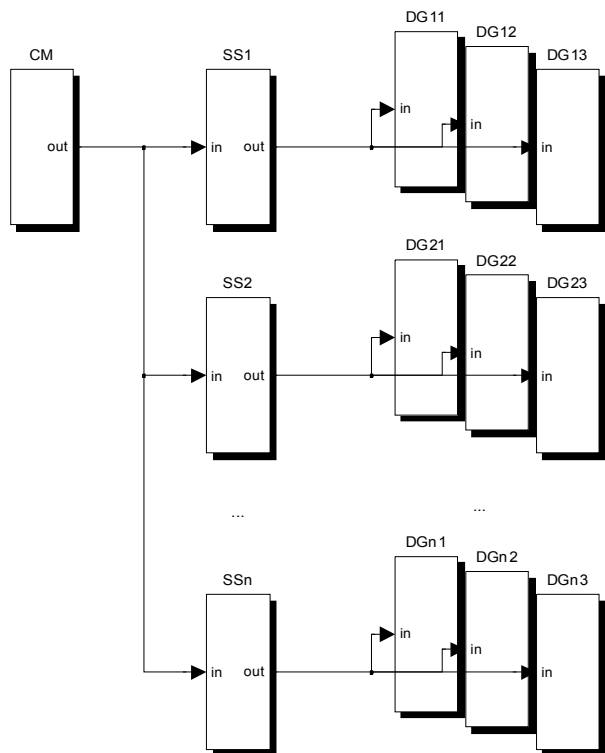 DG11
DG12
CM SS1 DG13
in
in
out in out in
DG21
DG22
SS2 DG23
in
in
in out in
...
...
DGn1
DGn2
SSn DGn3
in
in
in out in